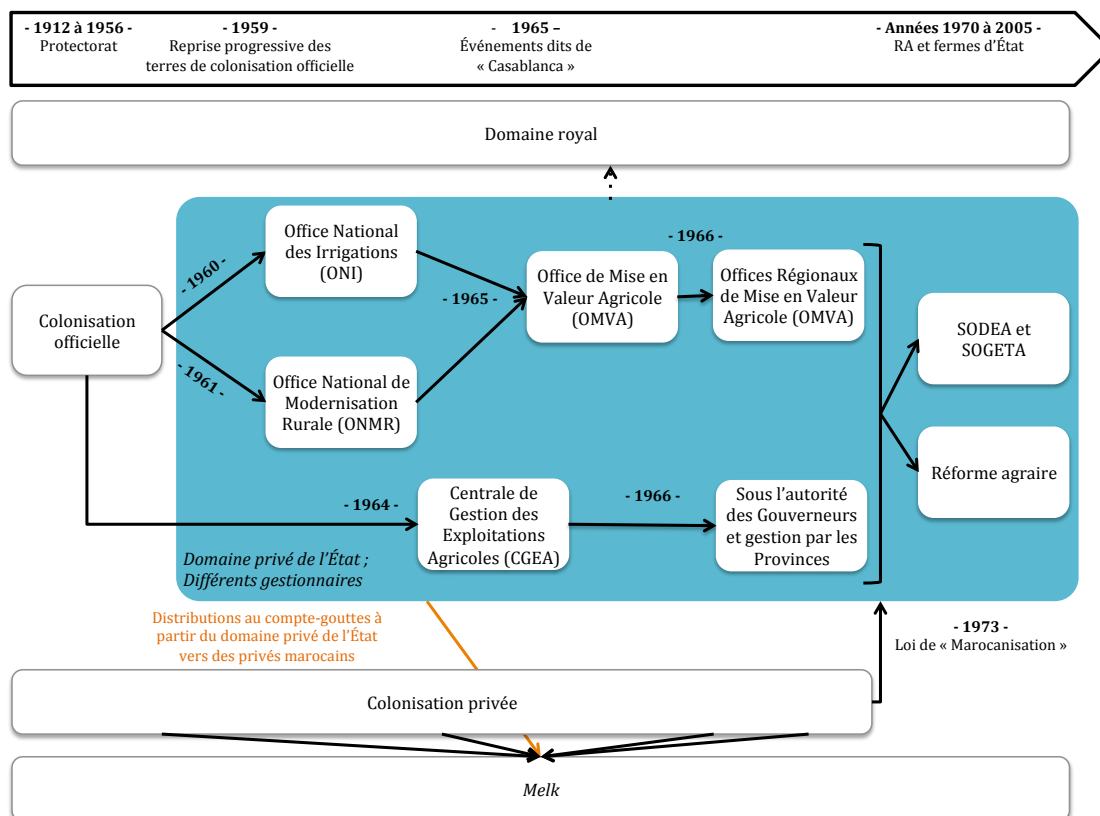 - 1912 à 1956 -
Protectorat
- 1959 -
Reprise progressive des
terres de colonisation officielle
- 1965 –
Événements dits de
« Casablanca »
- Années 1970 à 2005 -
RA et fermes d’État
Domaine royal
Office National
des Irrigations
(ONI)
- 1960 -
- 1966 -
Office de Mise en
Valeur Agricole
(OMVA)
Offices Régionaux
de Mise en Valeur
Agricole (OMVA)
- 1965 -
Colonisation
officielle
SODEA et
SOGETA
- 1961 -
Office National de
Modernisation
Rurale (ONMR)
Réforme agraire
- 1964 -
Centrale de
Gestion des
Exploitations
Agricoles (CGEA)
- 1966 -
Sous l’autorité
des Gouverneurs
et gestion par les
Provinces
Domaine privé de l’État ;
Différents gestionnaires
Distributions au compte-gouttes à
partir du domaine privé de l’État
vers des privés marocains
- 1973 -
Loi de « Marocanisation »
Colonisation privée
Melk